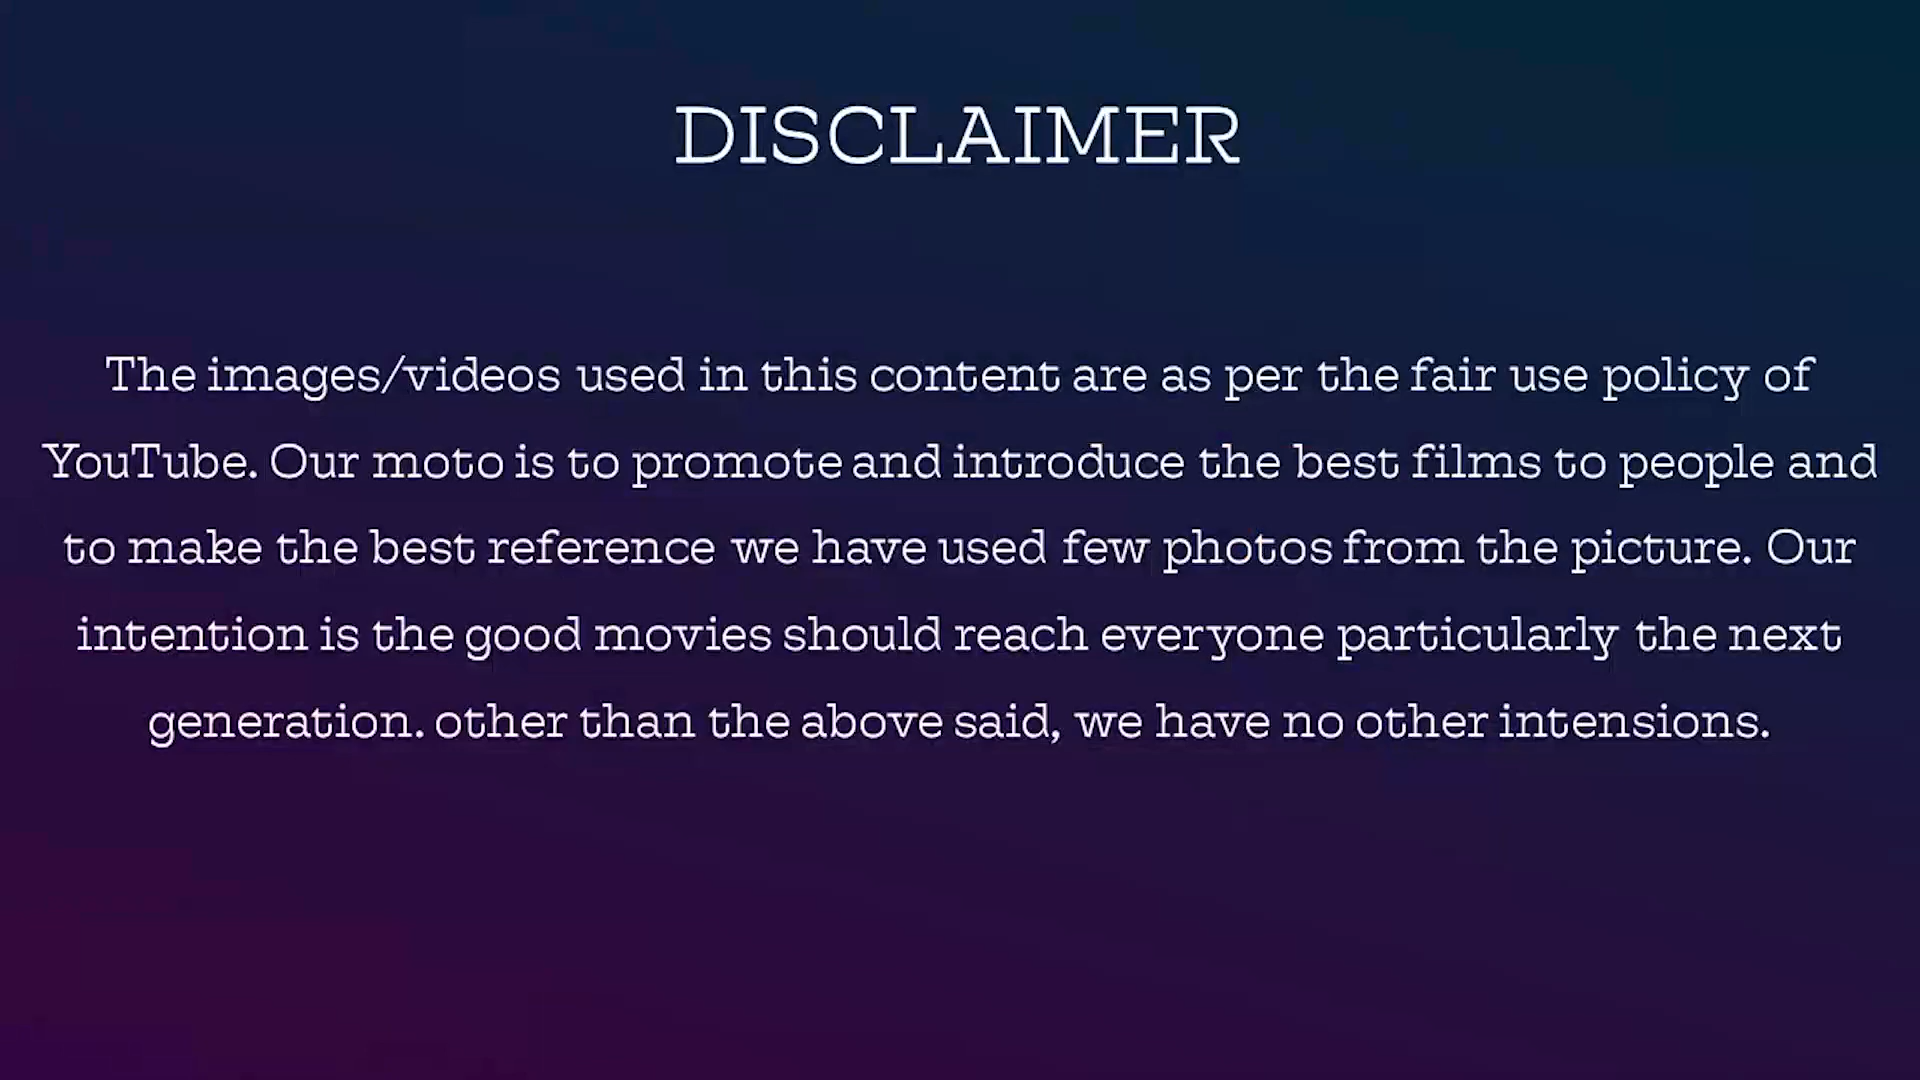 DISCLAIMER
The images/videos used in this content are as per the fair use policy of
YouTube. Our moto is to promote and introduce the best films to people and
to make the best reference we have used few photos from the picture. Our
intention is the good movies should reach everyone particularly the next
generation. other than the above said, we have no other intensions.